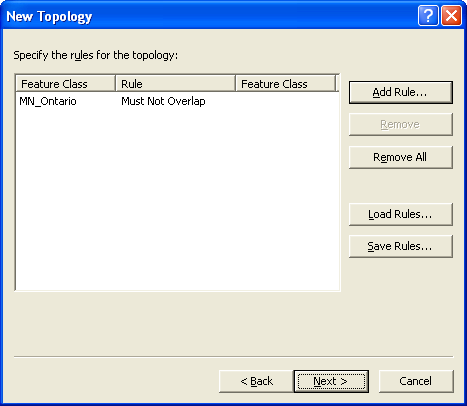 New Topology
Specify the rules for the topology:
Feature Class Rule Feature Class
MN_Ontario Must Not Overlap
Add Rule...
Remove
Remove All
Load Rules...
Save Rules...
< Back Next > Cancel